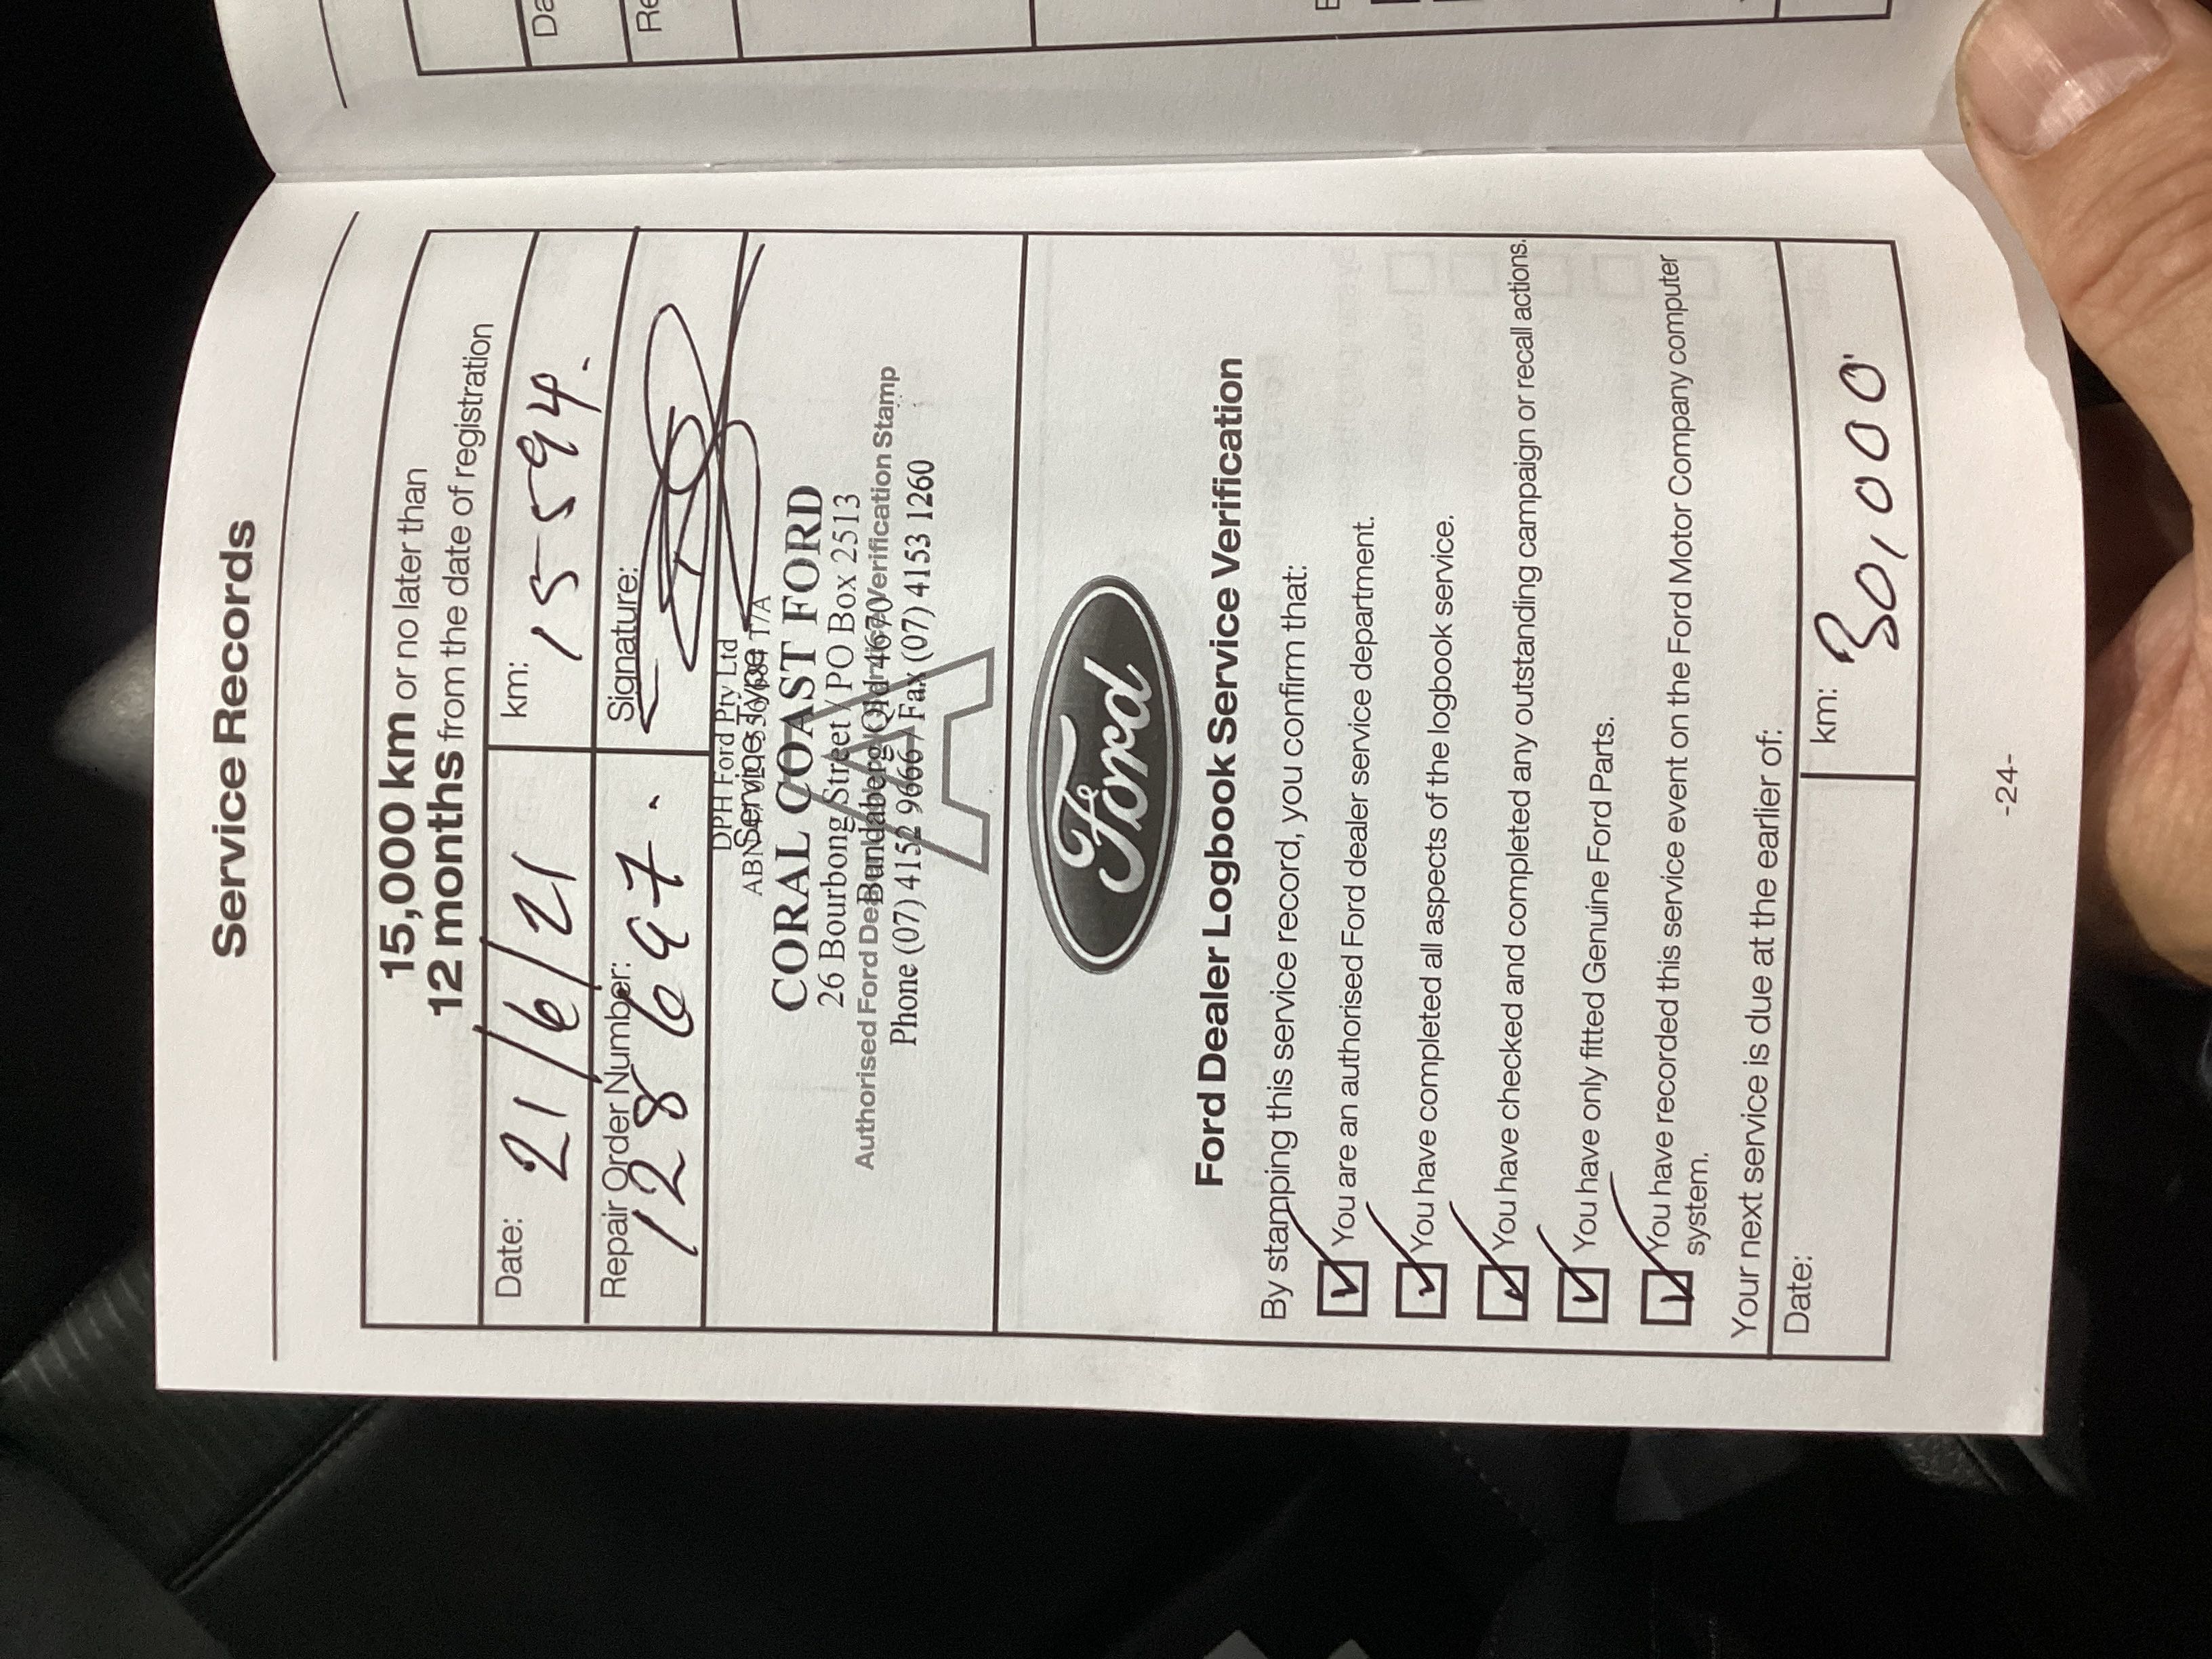 Service Records
15,000 km or no later than
12 months from the date of registration
Date: 21/6/21 km: 15594.
Repair Order Number: 128697. Signature:
DPH Ford Pty Ltd
Service Type T/A
CORAL COAST FORD
26 Bourbong Street / PO Box 2513
Bundaberg Qld 4670
Authorised Ford Dealer Service Verification Stamp
Phone (07) 4152 9666 / Fax (07) 4153 1260
A
Ford
Ford Dealer Logbook Service Verification
By stamping this service record, you confirm that:
You are an authorised Ford dealer service department.
You have completed all aspects of the logbook service.
You have checked and completed any outstanding campaign or recall actions.
You have only fitted Genuine Ford Parts.
You have recorded this service event on the Ford Motor Company computer
system.
Your next service is due at the earlier of:
Date: km: 30,000
-24-